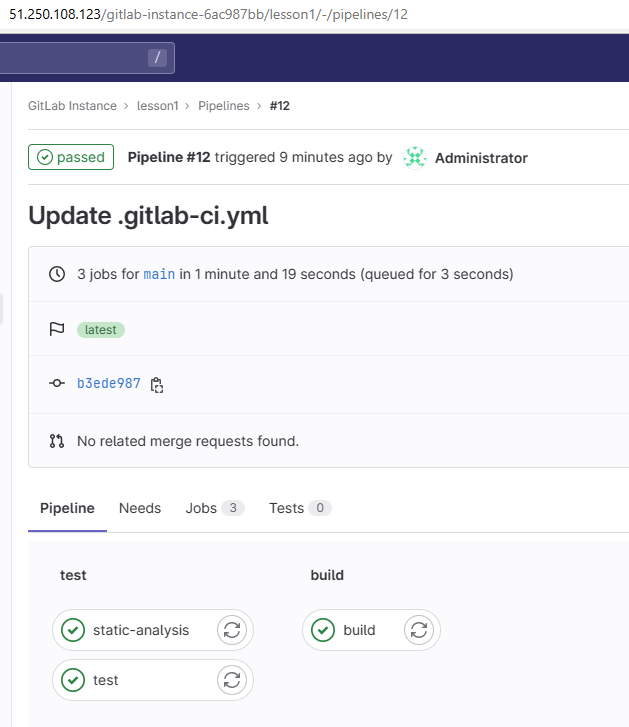 51.250.108.123/gitlab-instance-6ac987bb/lesson1/-/pipelines/12
/
GitLab Instance > lesson1 > Pipelines > #12
passed Pipeline #12 triggered 9 minutes ago by Administrator
Update .gitlab-ci.yml
3 jobs for main in 1 minute and 19 seconds (queued for 3 seconds)
latest
b3ede987
No related merge requests found.
Pipeline Needs Jobs 3 Tests 0
test build
static-analysis build
test